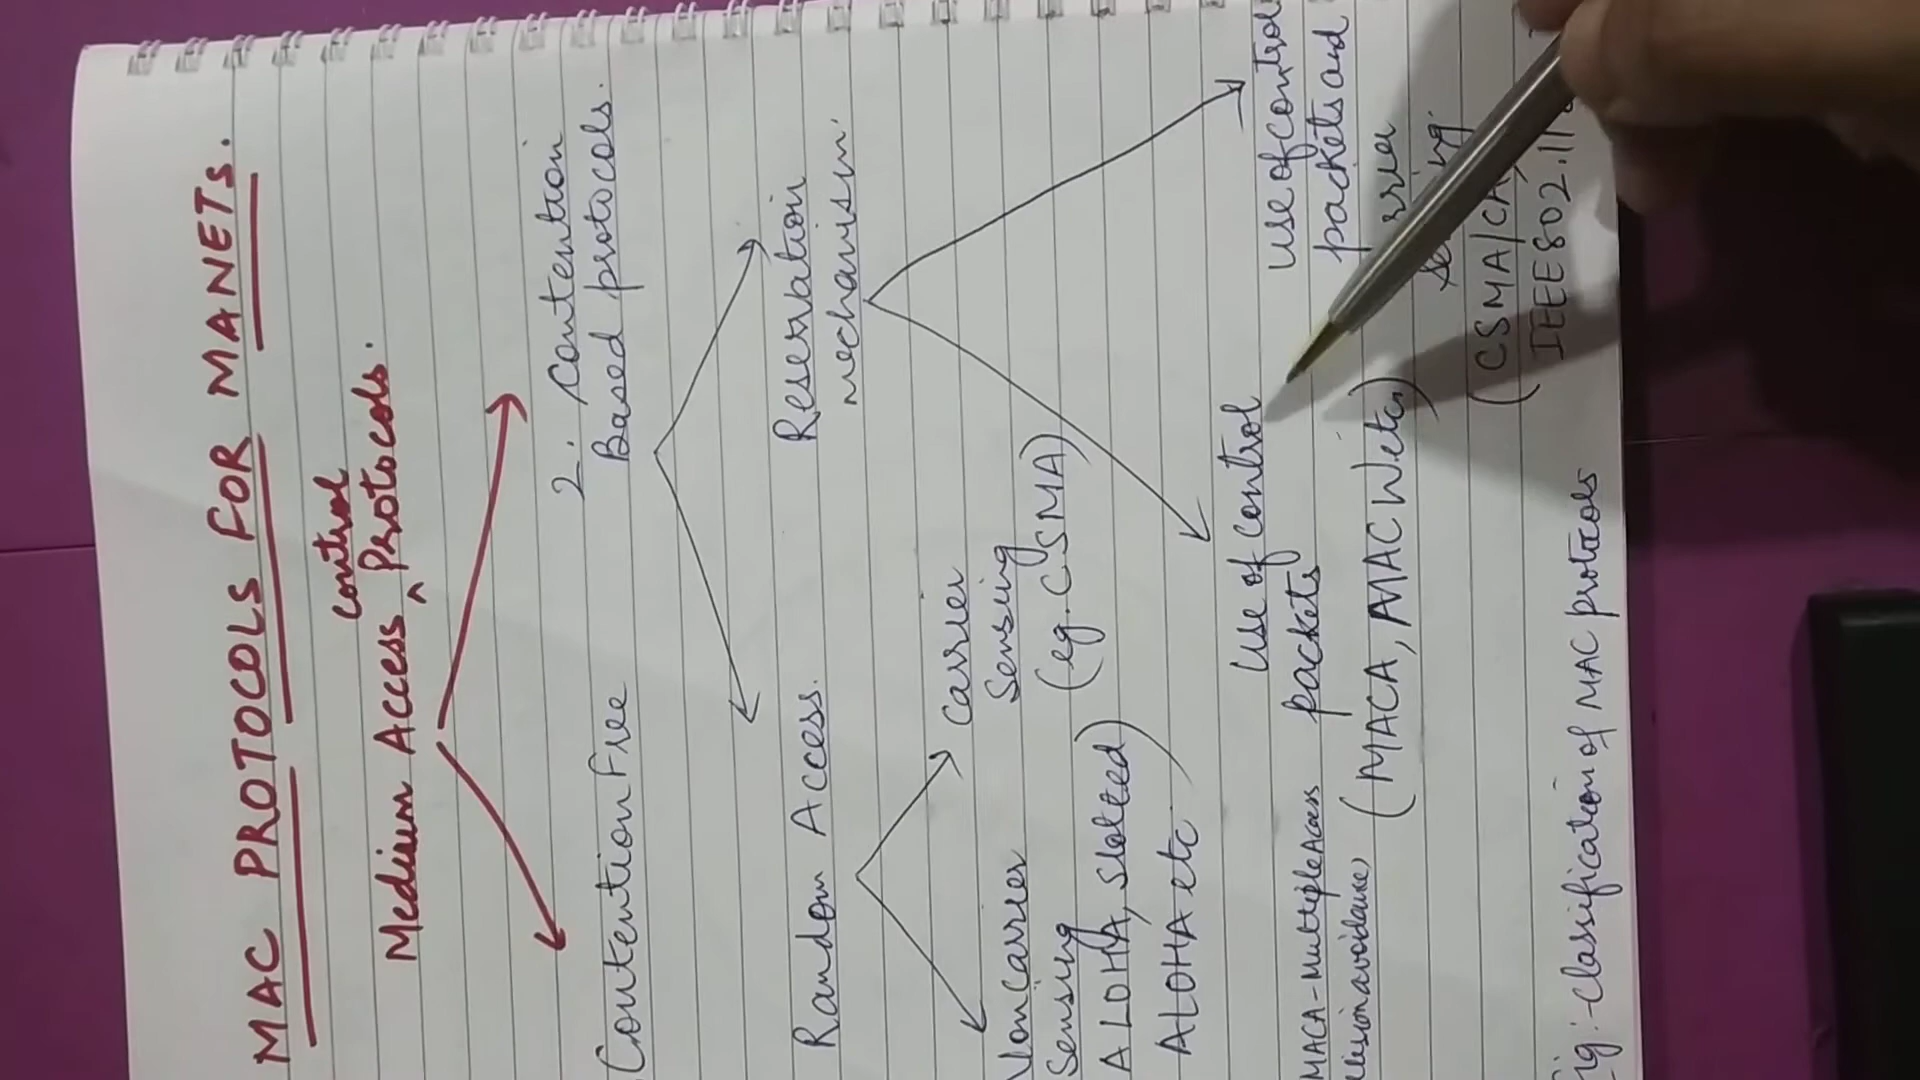 MAC PROTOCOLS FOR MANETs.
control
Medium Access ^ Protocols.
Contention Free
2. Contention
Based protocols.
Random Access.
Reservation
mechanism.
Non Carrier
Sensing
ALOHA, slotted)
ALOHA etc
Carrier
Sensing
(eg. CSMA)
Use of control
packets
(MACA, MACW etc)
Use of control
packets and
sensing.
(CSMA/CA,
IEEE 802.11
MACA - Multiple Access
avoidance)
Fig:- Classification of MAC protocols